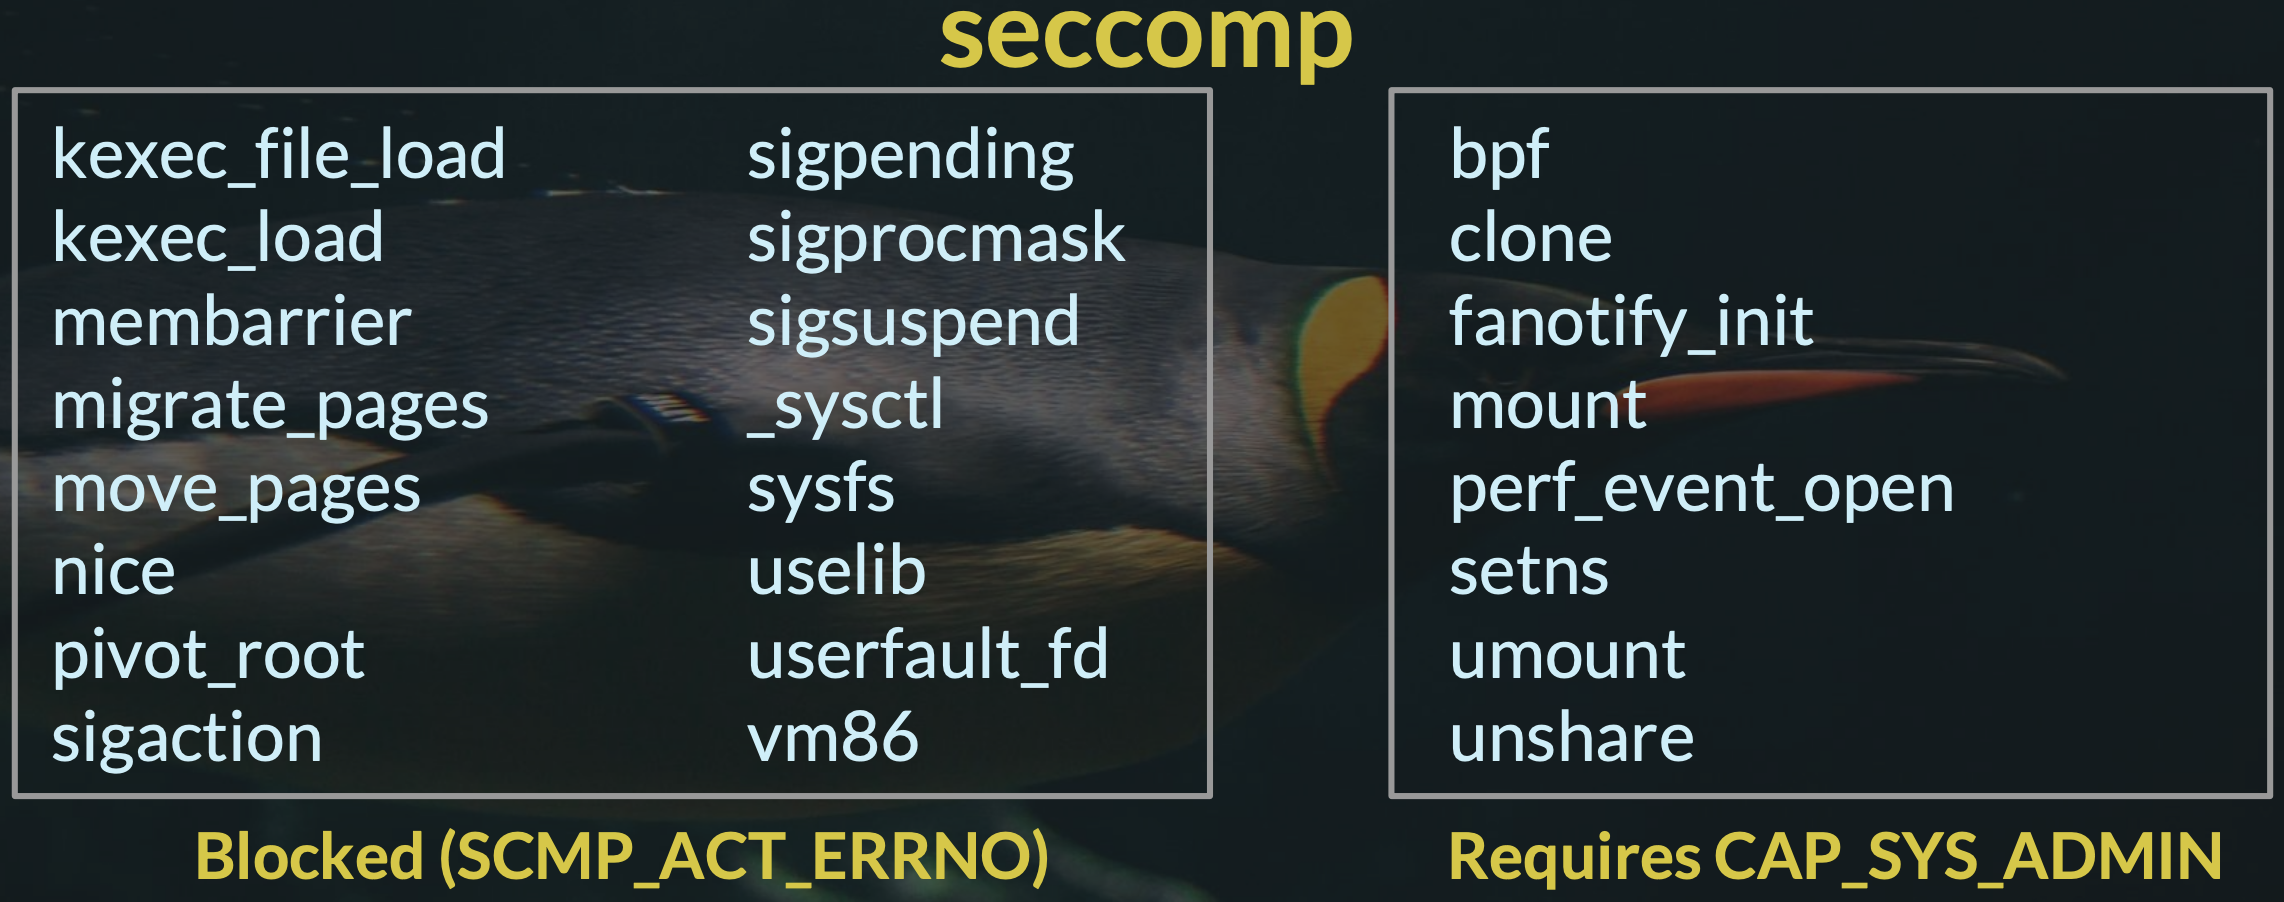 seccomp
kexec_file_load
kexec_load
membarrier
migrate_pages
move_pages
nice
pivot_root
sigaction
sigpending
sigprocmask
sigsuspend
_sysctl
sysfs
uselib
userfault_fd
vm86
Blocked (SCMP_ACT_ERRNO)
bpf
clone
fanotify_init
mount
perf_event_open
setns
umount
unshare
Requires CAP_SYS_ADMIN